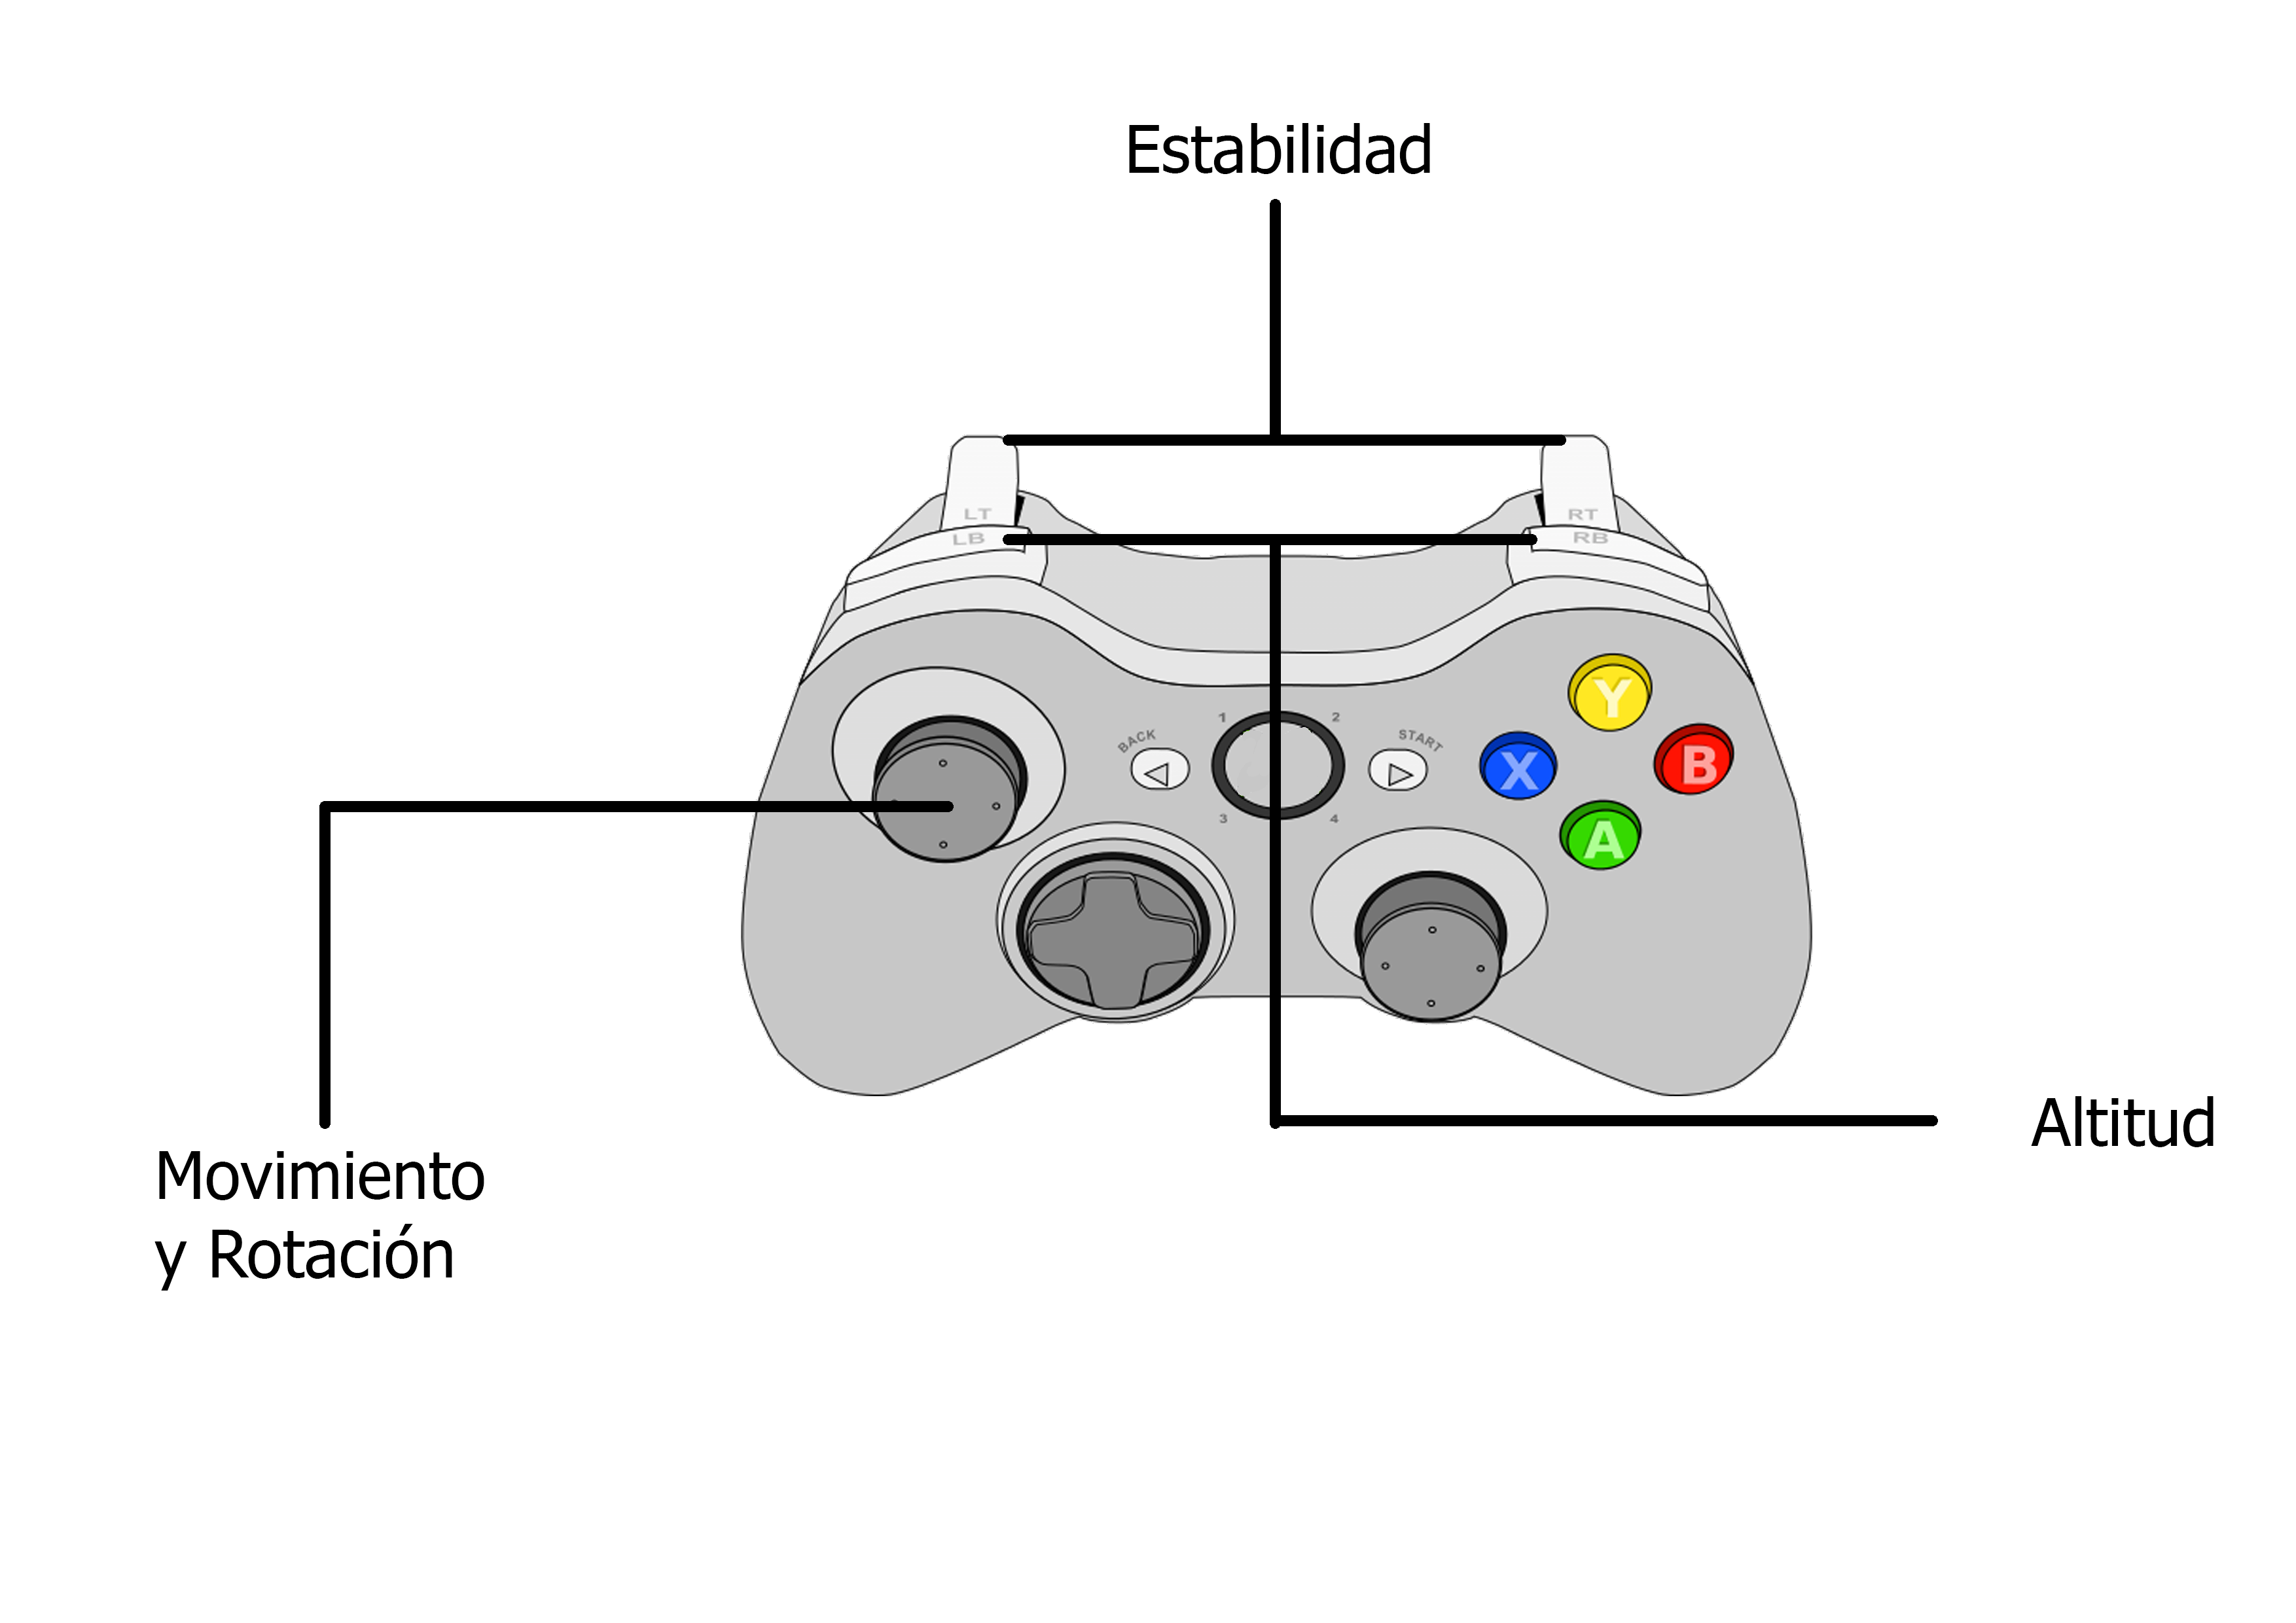 Estabilidad
LT
RT
LB
RB
Y
1
2
BACK
START
X
B
3
4
A
Altitud
Movimiento
y Rotación